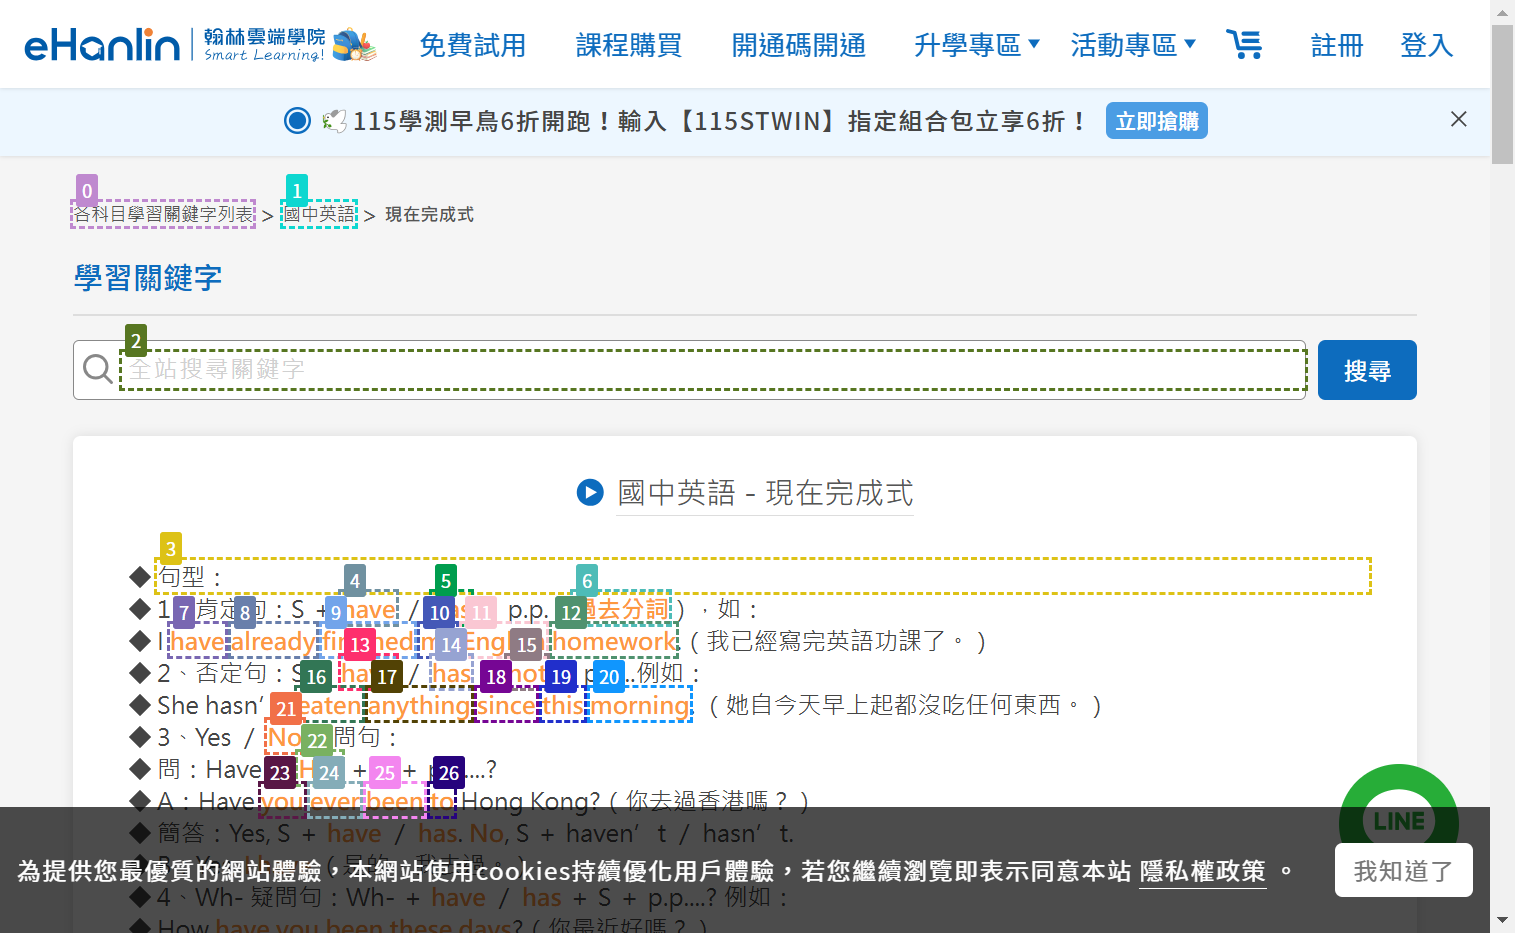 eHanlin 翰林雲端學院 Smart Learning! 免費試用 課程購買 開通碼開通 升學專區 活動專區 註冊 登入
115學測早鳥6折開跑！輸入【115STWIN】指定組合包立享6折！ 立即搶購
0 1
各科目學習關鍵字列表 > 國中英語 > 現在完成式
學習關鍵字
2
全站搜尋關鍵字 搜尋
國中英語 - 現在完成式
3
句型：
4 5 6
1 肯定句：S + have / p.p. 過去分詞），如：
7 8 9 10 11 12
I have already my homework.（我已經寫完英語功課了。）
13 14 15
2、否定句：S / has not ...例如：
16 17 18 19 20
She hasn't eaten anything since this morning.（她自今天早上起都沒吃任何東西。）
21
3、Yes / No 問句：
22
問：Have + + ...?
23 24 25 26
A：Have you ever been to Hong Kong?（你去過香港嗎？）
簡答：Yes, S + have / has. No, S + haven't / hasn't.
為提供您最優質的網站體驗，本網站使用cookies持續優化用戶體驗，若您繼續瀏覽即表示同意本站 隱私權政策 。
我知道了
LINE
4、Wh- 疑問句：Wh- + have / has + S + p.p....? 例如：
How have you been these days?（你最近好嗎？）